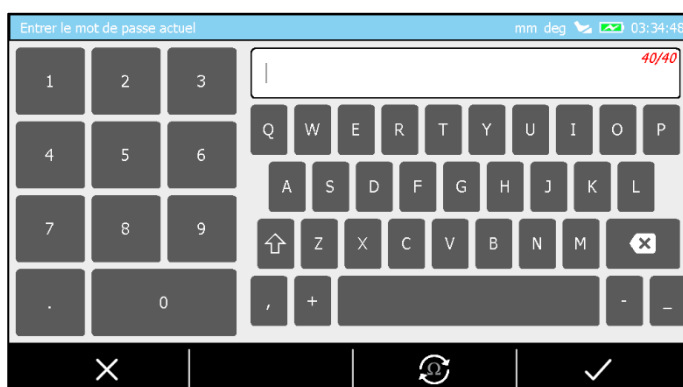 Entrer le mot de passe actuel mm deg 03:34:48
40/40
1 2 3 Q W E R T Y U I O P
4 5 6 A S D F G H J K L
7 8 9 Z X C V B N M
. 0 , + - _
Ω